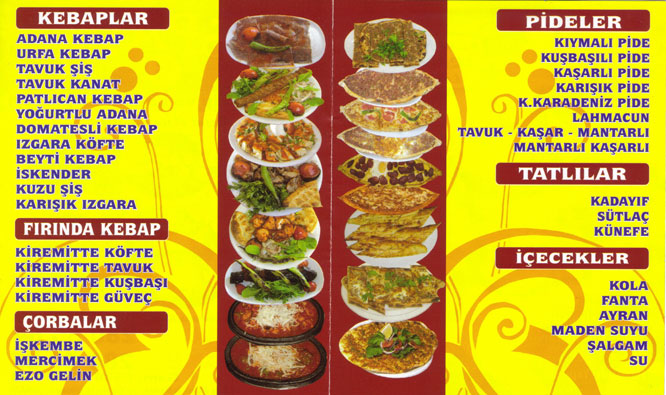 KEBAPLAR
ADANA KEBAP
URFA KEBAP
TAVUK ŞİŞ
TAVUK KANAT
PATLICAN KEBAP
YOĞURTLU ADANA
DOMATESLİ KEBAP
IZGARA KÖFTE
BEYTİ KEBAP
İSKENDER
KUZU ŞİŞ
KARIŞIK IZGARA
FIRINDA KEBAP
KİREMİTTE KÖFTE
KİREMİTTE TAVUK
KİREMİTTE KUŞBAŞI
KİREMİTTE GÜVEÇ
ÇORBALAR
İŞKEMBE
MERCİMEK
EZO GELİN
PİDELER
KIYMALI PİDE
KUŞBAŞILI PİDE
KAŞARLI PİDE
KARIŞIK PİDE
K.KARADENİZ PİDE
LAHMACUN
TAVUK - KAŞAR - MANTARLI
MANTARLI KAŞARLI
TATLILAR
KADAYIF
SÜTLAÇ
KÜNEFE
İÇECEKLER
KOLA
FANTA
AYRAN
MADEN SUYU
ŞALGAM
SU